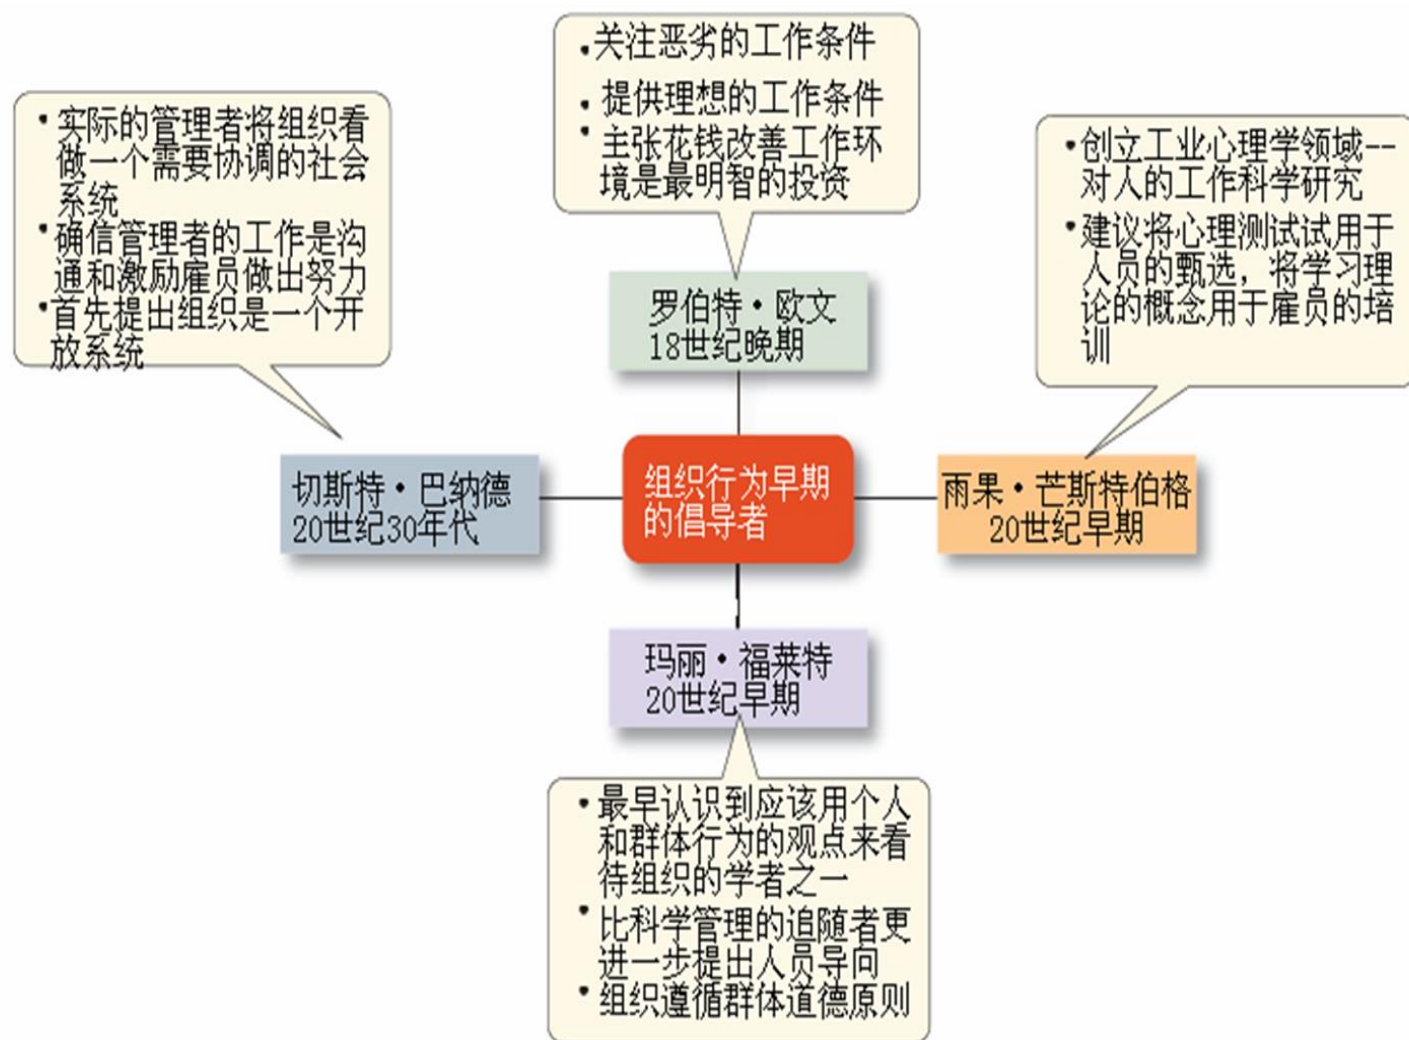 • 关注恶劣的工作条件
• 提供理想的工作条件
• 主张花钱改善工作环
境是最明智的投资
罗伯特·欧文
18世纪晚期
• 实际的管理者将组织看
做一个需要协调的社会
系统
• 确信管理者的工作是沟
通和激励雇员做出努力
• 首先提出组织是一个开
放系统
切斯特·巴纳德
20世纪30年代
组织行为早期
的倡导者
• 创立工业心理学领域--
对人的工作科学研究
• 建议将心理测试试用于
人员的甄选，将学习理
论的概念用于雇员的培
训
雨果·芒斯特伯格
20世纪早期
玛丽·福莱特
20世纪早期
• 最早认识到应该用个人
和群体行为的观点来看
待组织的学者之一
• 比科学管理的追随者更
进一步提出人员导向
• 组织遵循群体道德原则